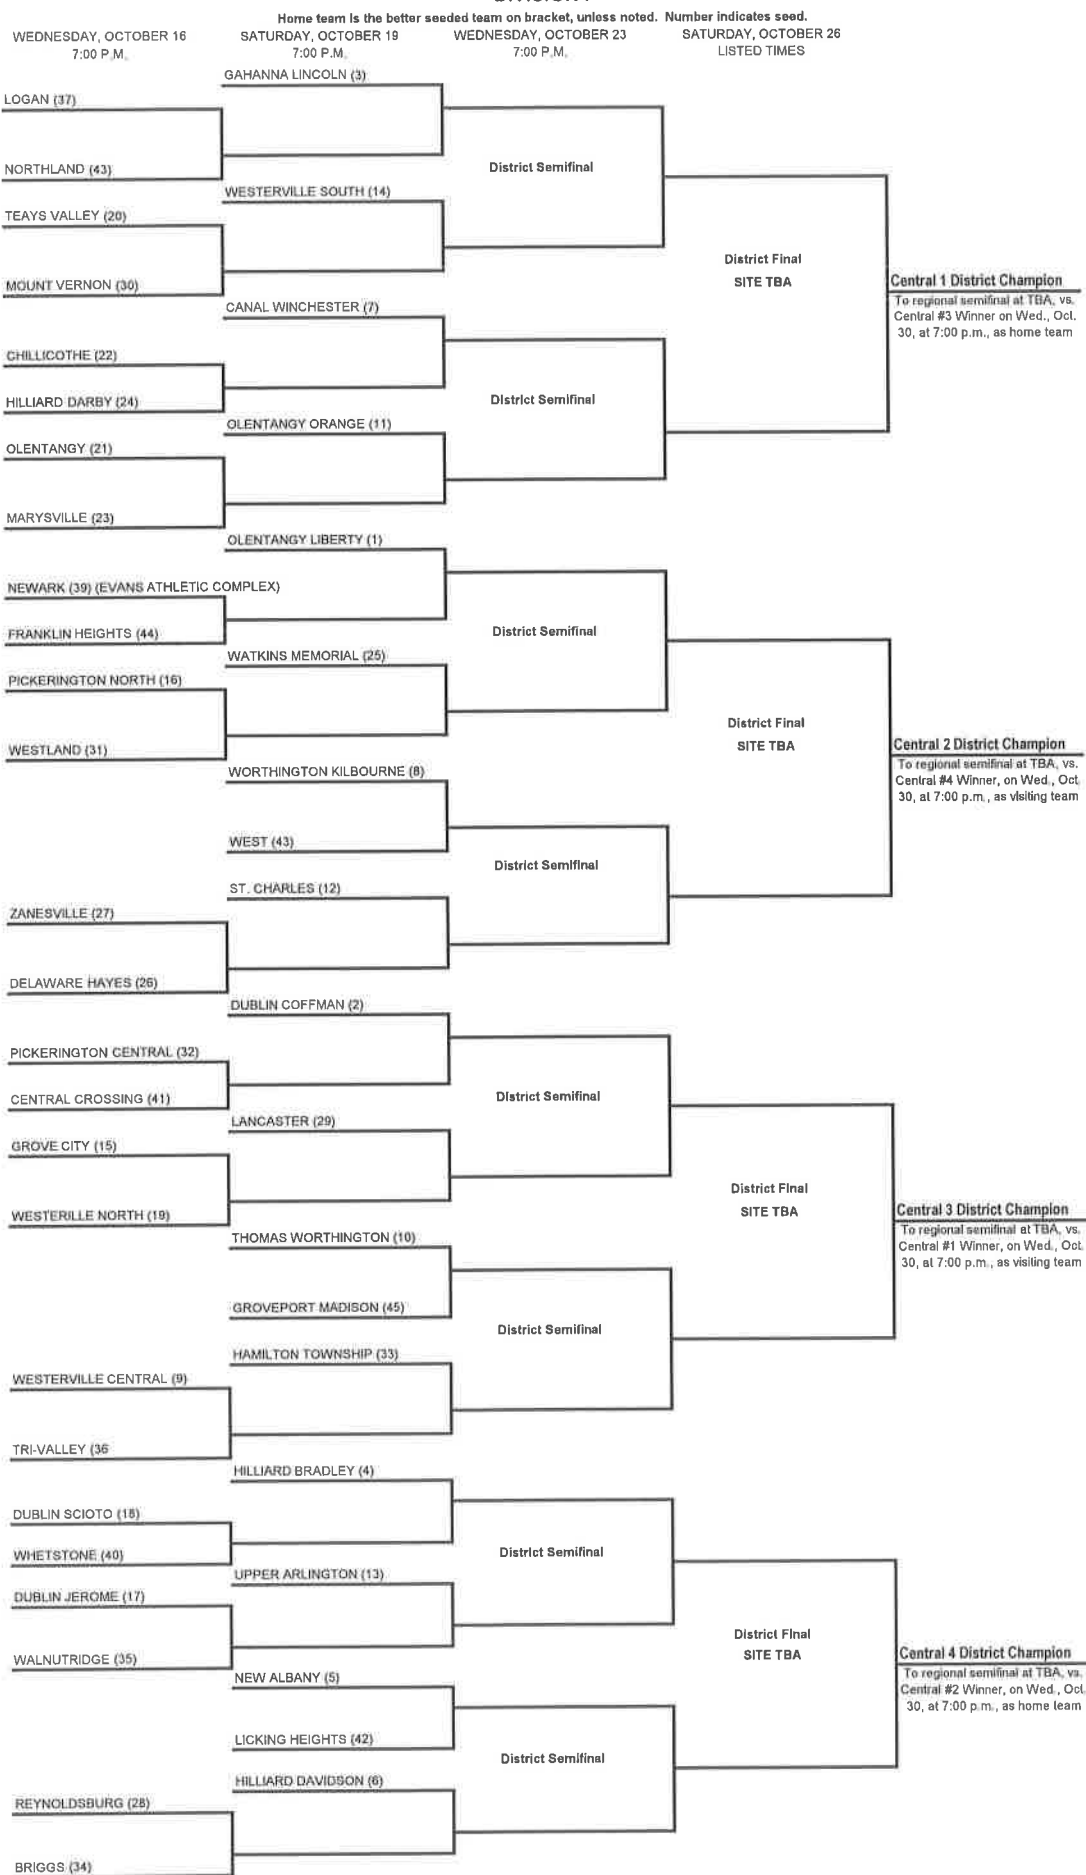 Home team is the better seeded team on bracket, unless noted. Number indicates seed.
WEDNESDAY, OCTOBER 16
7:00 P.M.
SATURDAY, OCTOBER 19
7:00 P.M.
WEDNESDAY, OCTOBER 23
7:00 P.M.
SATURDAY, OCTOBER 26
LISTED TIMES
GAHANNA LINCOLN (3)
LOGAN (37)
NORTHLAND (43)
District Semifinal
WESTERVILLE SOUTH (14)
TEAYS VALLEY (20)
MOUNT VERNON (30)
District Final
SITE TBA
Central 1 District Champion
To regional semifinal at TBA, vs.
Central #3 Winner on Wed., Oct.
30, at 7:00 p.m., as home team
CANAL WINCHESTER (7)
CHILLICOTHE (22)
HILLIARD DARBY (24)
District Semifinal
OLENTANGY ORANGE (11)
OLENTANGY (21)
MARYSVILLE (23)
OLENTANGY LIBERTY (1)
NEWARK (39) (EVANS ATHLETIC COMPLEX)
FRANKLIN HEIGHTS (44)
District Semifinal
WATKINS MEMORIAL (25)
PICKERINGTON NORTH (16)
WESTLAND (31)
District Final
SITE TBA
Central 2 District Champion
To regional semifinal at TBA, vs.
Central #4 Winner, on Wed., Oct.
30, at 7:00 p.m., as visiting team
WORTHINGTON KILBOURNE (8)
WEST (43)
District Semifinal
ST. CHARLES (12)
ZANESVILLE (27)
DELAWARE HAYES (26)
DUBLIN COFFMAN (2)
PICKERINGTON CENTRAL (32)
CENTRAL CROSSING (41)
District Semifinal
LANCASTER (29)
GROVE CITY (15)
WESTERILLE NORTH (19)
District Final
SITE TBA
Central 3 District Champion
To regional semifinal at TBA, vs.
Central #1 Winner, on Wed., Oct.
30, at 7:00 p.m., as visiting team
THOMAS WORTHINGTON (10)
GROVEPORT MADISON (45)
District Semifinal
HAMILTON TOWNSHIP (33)
WESTERVILLE CENTRAL (9)
TRI-VALLEY (36
HILLIARD BRADLEY (4)
DUBLIN SCIOTO (18)
WHETSTONE (40)
District Semifinal
UPPER ARLINGTON (13)
DUBLIN JEROME (17)
WALNUTRIDGE (35)
District Final
SITE TBA
Central 4 District Champion
To regional semifinal at TBA, vs.
Central #2 Winner, on Wed., Oct.
30, at 7:00 p.m., as home team
NEW ALBANY (5)
LICKING HEIGHTS (42)
District Semifinal
HILLIARD DAVIDSON (6)
REYNOLDSBURG (28)
BRIGGS (34)